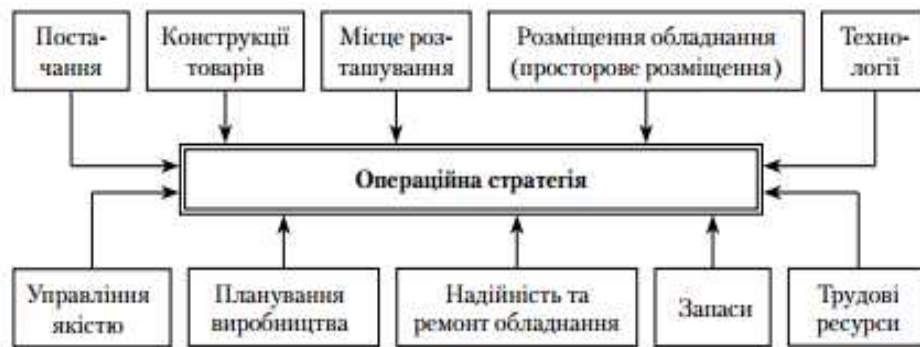 Поста-
чання
Конструкції
товарів
Місце роз-
ташування
Розміщення обладнання
(просторове розміщення)
Техно-
логії
Операційна стратегія
Управління
якістю
Планування
виробництва
Надійність та
ремонт обладнання
Запаси
Трудові
ресурси